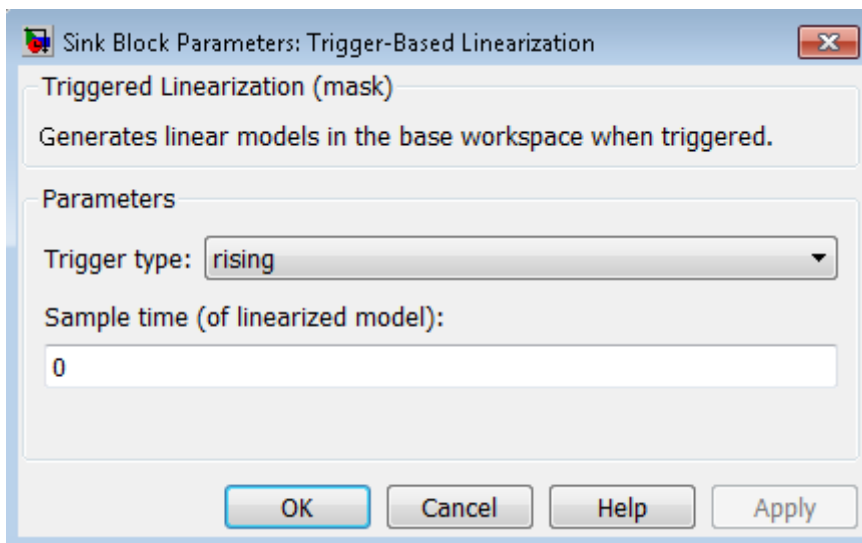 Sink Block Parameters: Trigger-Based Linearization
Triggered Linearization (mask)
Generates linear models in the base workspace when triggered.
Parameters
Trigger type: rising
Sample time (of linearized model):
0
OK Cancel Help Apply